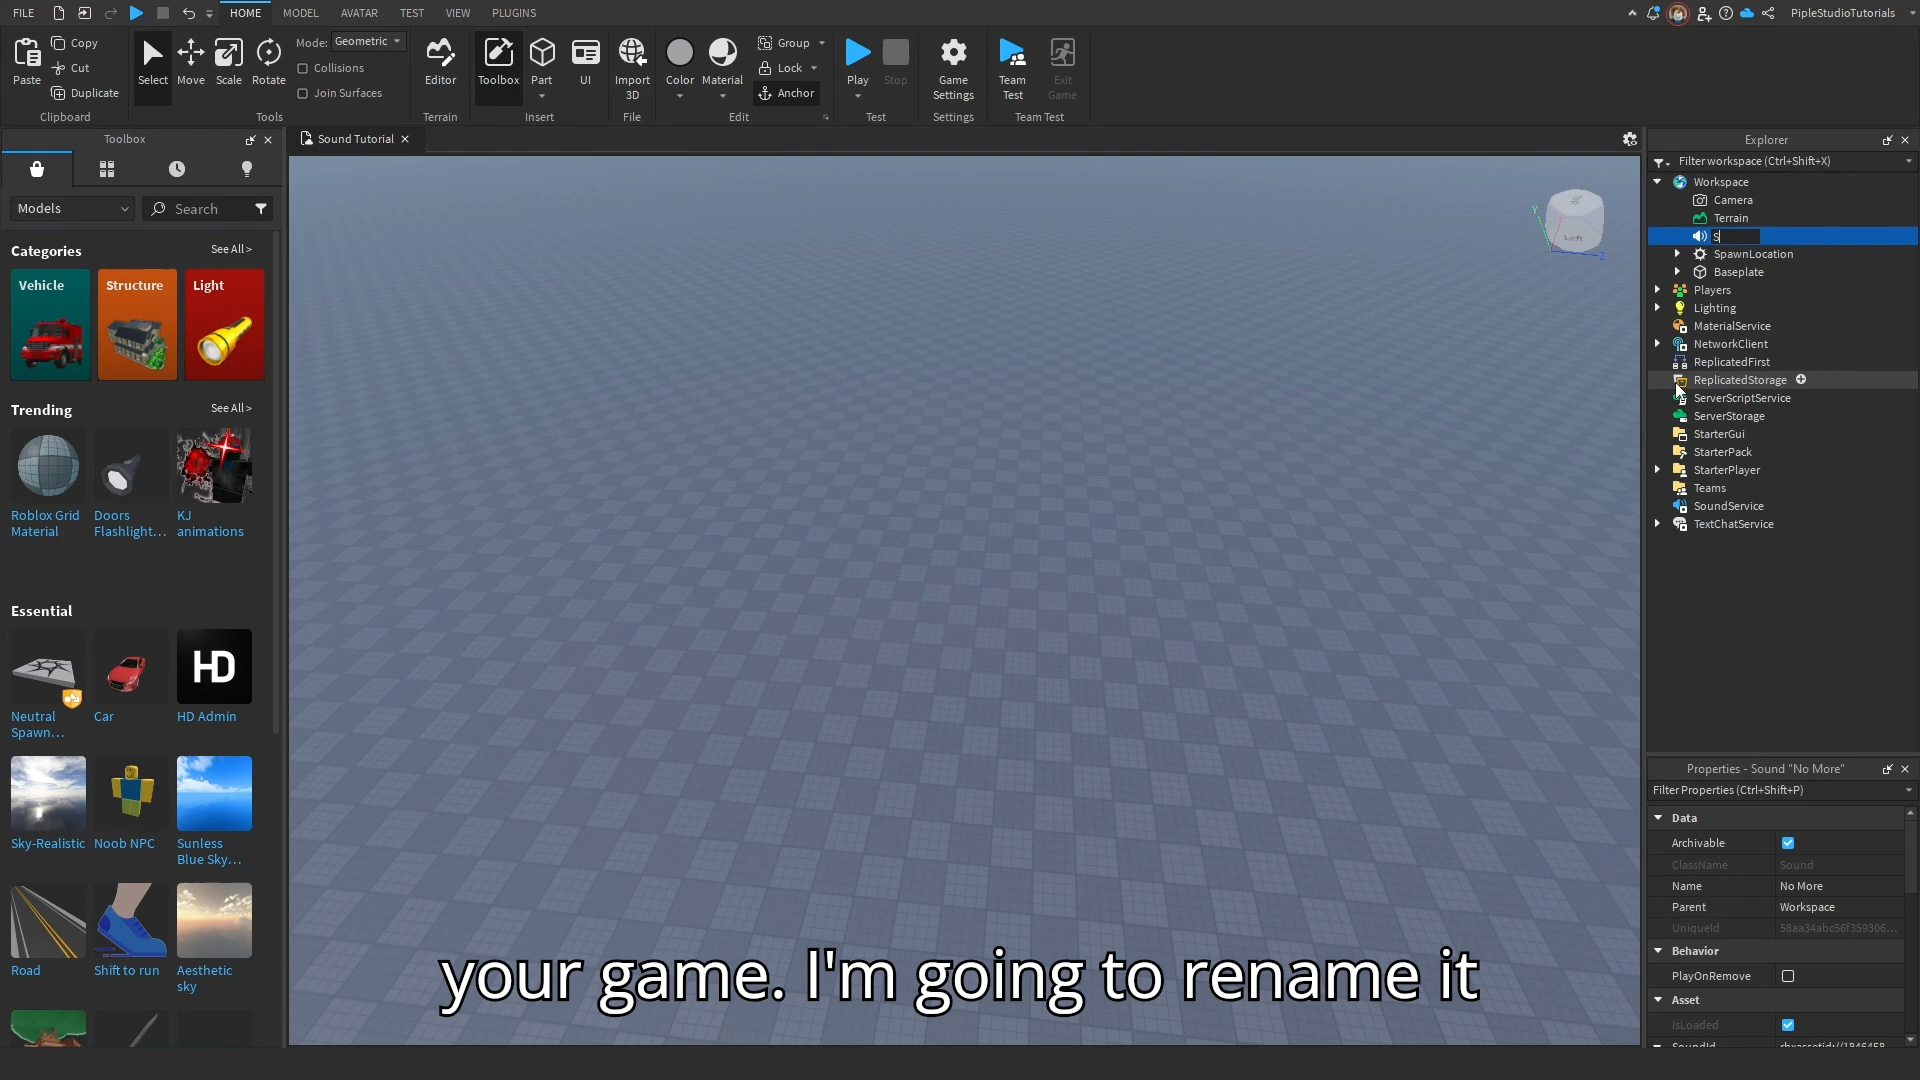 FILE HOME MODEL AVATAR TEST VIEW PLUGINS PipleStudioTutorials
Paste Copy Cut Duplicate Clipboard
Select Move Scale Rotate Mode: Geometric Collisions Join Surfaces Tools
Editor Terrain
Toolbox Part UI Insert
Import 3D File
Color Material Group Lock Anchor Edit
Play Stop Test
Game Settings Settings
Team Test Exit Game Team Test
Toolbox
Models Search
Categories See All >
Vehicle Structure Light
Trending See All >
Roblox Grid Material
Doors Flashlight...
KJ animations
Essential
HD
Neutral Spawn...
Car
HD Admin
Sky-Realistic
Noob NPC
Sunless Blue Sky...
Road
Shift to run
Aesthetic sky
Sound Tutorial
Left
Y
Z
your game. I'm going to rename it
Explorer
Filter workspace (Ctrl+Shift+X)
Workspace
Camera
Terrain
S
SpawnLocation
Baseplate
Players
Lighting
MaterialService
NetworkClient
ReplicatedFirst
ReplicatedStorage
ServerScriptService
ServerStorage
StarterGui
StarterPack
StarterPlayer
Teams
SoundService
TextChatService
Properties - Sound "No More"
Filter Properties (Ctrl+Shift+P)
Data
Archivable
ClassName Sound
Name No More
Parent Workspace
UniqueId 58aa34abc56f359306...
Behavior
PlayOnRemove
Asset
IsLoaded